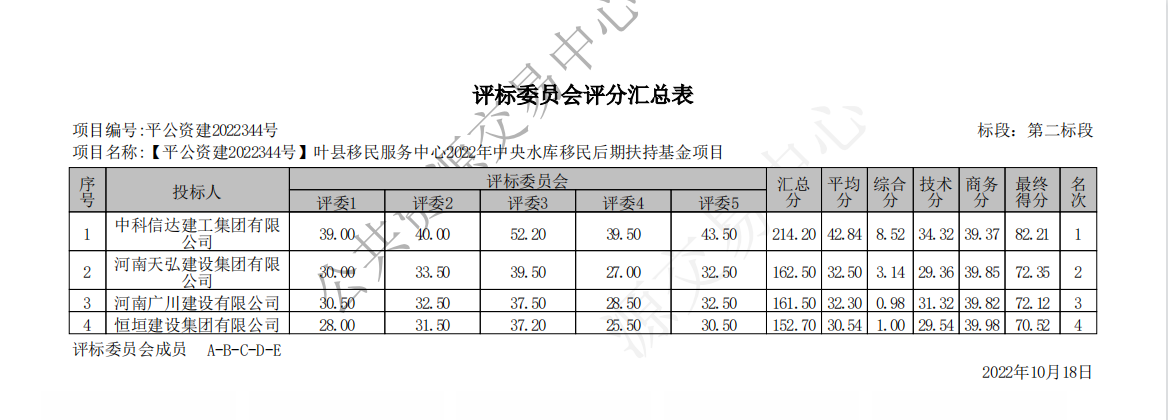 公共资源交易中心
源交易中心
评标委员会评分汇总表
项目编号:平公资建2022344号
标段：第二标段
项目名称:【平公资建2022344号】叶县移民服务中心2022年中央水库移民后期扶持基金项目
序号 投标人 评标委员会 汇总分 平均分 综合分 技术分 商务分 最终得分 名次
评委1 评委2 评委3 评委4 评委5
1 中科信达建工集团有限公司 39.00 40.00 52.20 39.50 43.50 214.20 42.84 8.52 34.32 39.37 82.21 1
2 河南天弘建设集团有限公司 30.00 33.50 39.50 27.00 32.50 162.50 32.50 3.14 29.36 39.85 72.35 2
3 河南广川建设有限公司 30.50 32.50 37.50 28.50 32.50 161.50 32.30 0.98 31.32 39.82 72.12 3
4 恒垣建设集团有限公司 28.00 31.50 37.20 25.50 30.50 152.70 30.54 1.00 29.54 39.98 70.52 4
评标委员会成员 A-B-C-D-E
2022年10月18日